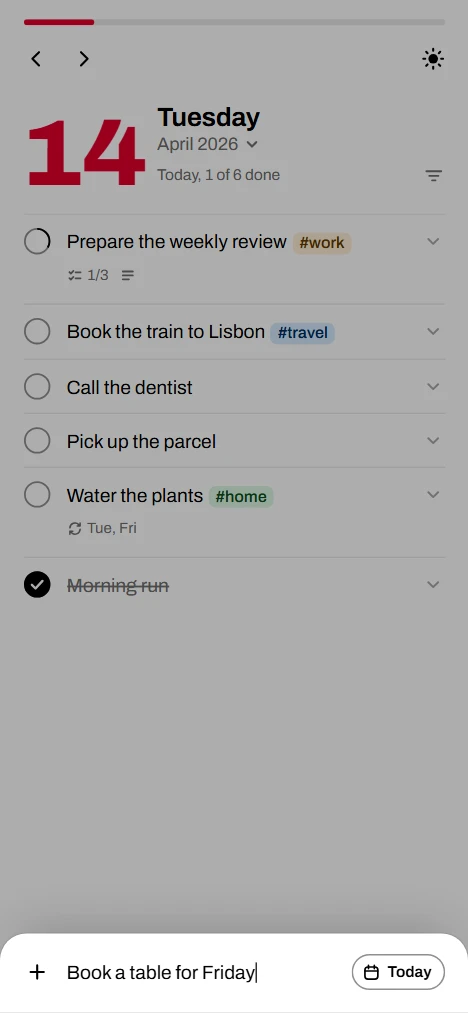 14
Tuesday
April 2026
Today, 1 of 6 done
Prepare the weekly review #work
1/3
Book the train to Lisbon #travel
Call the dentist
Pick up the parcel
Water the plants #home
Tue, Fri
Morning run
Book a table for Friday
Today